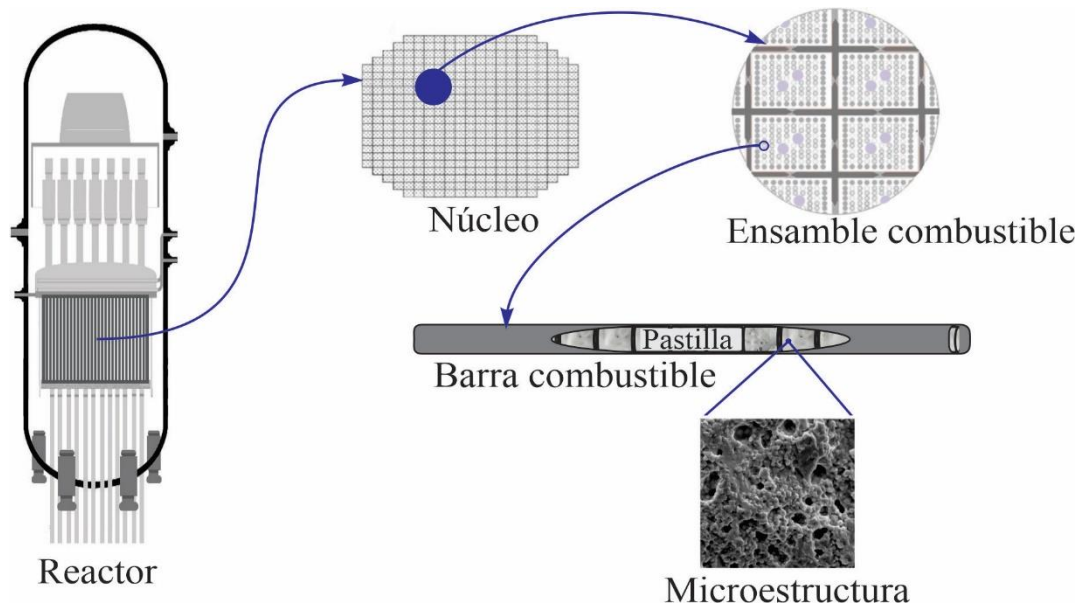 Núcleo
Ensamble combustible
Pastilla
Barra combustible
Reactor
Microestructura